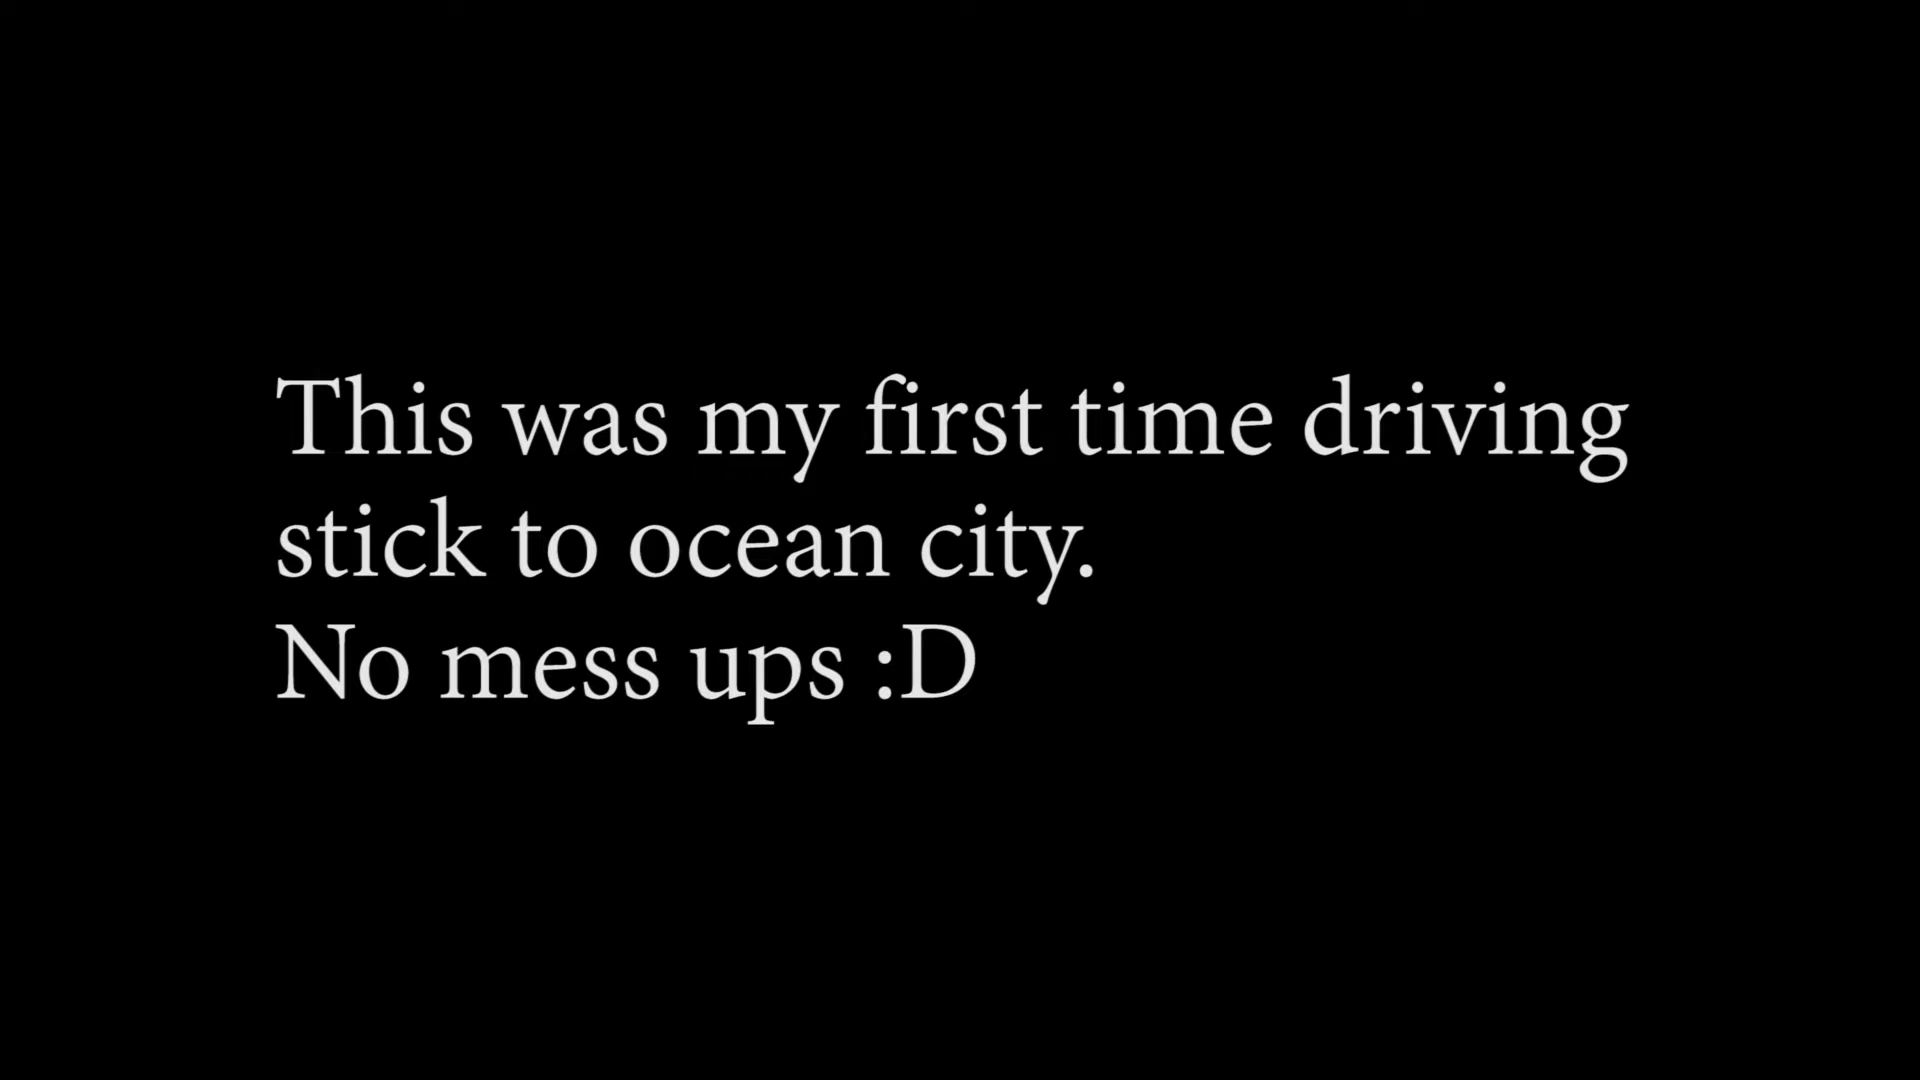 This was my first time driving
stick to ocean city.
No mess ups :D